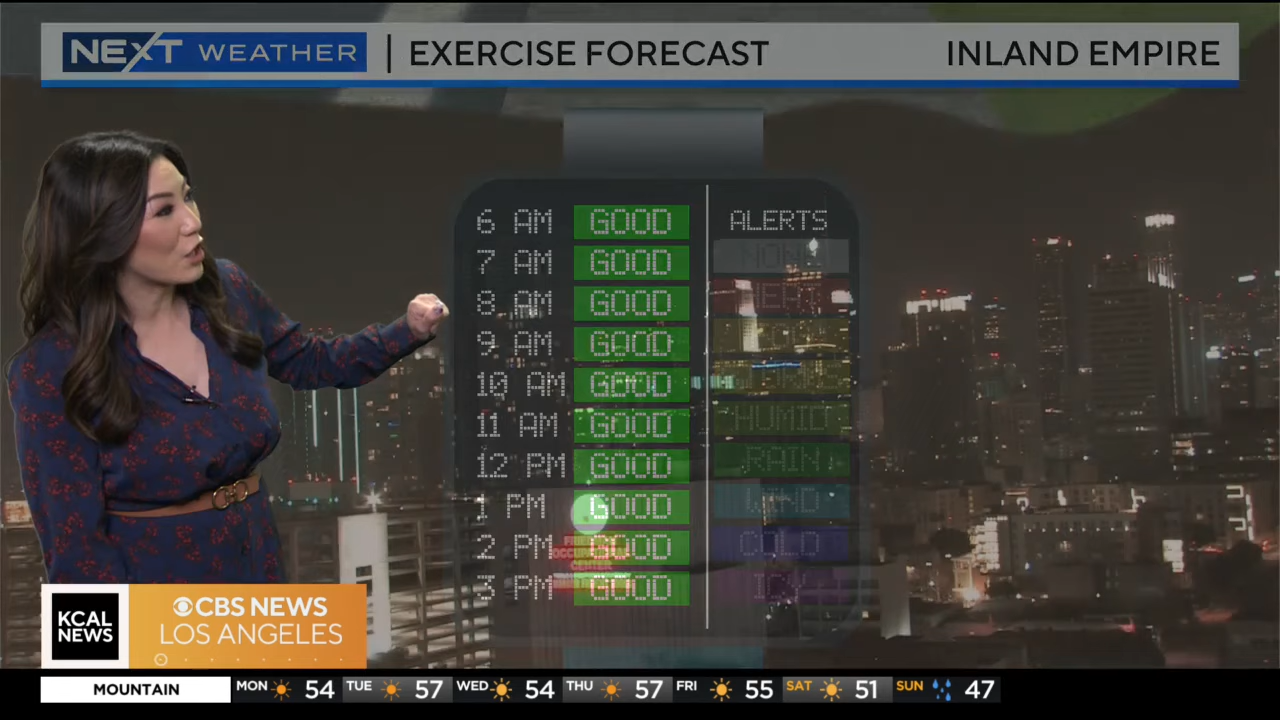 NEXT WEATHER | EXERCISE FORECAST INLAND EMPIRE
6 AM GOOD ALERTS
7 AM GOOD NONE
8 AM GOOD HEAT
9 AM GOOD
10 AM GOOD
11 AM GOOD HUMID
12 PM GOOD RAIN
1 PM GOOD WIND
2 PM GOOD COLD
3 PM GOOD
CENTER
KCAL NEWS
CBS NEWS
LOS ANGELES
MOUNTAIN MON 54 TUE 57 WED 54 THU 57 FRI 55 SAT 51 SUN 47